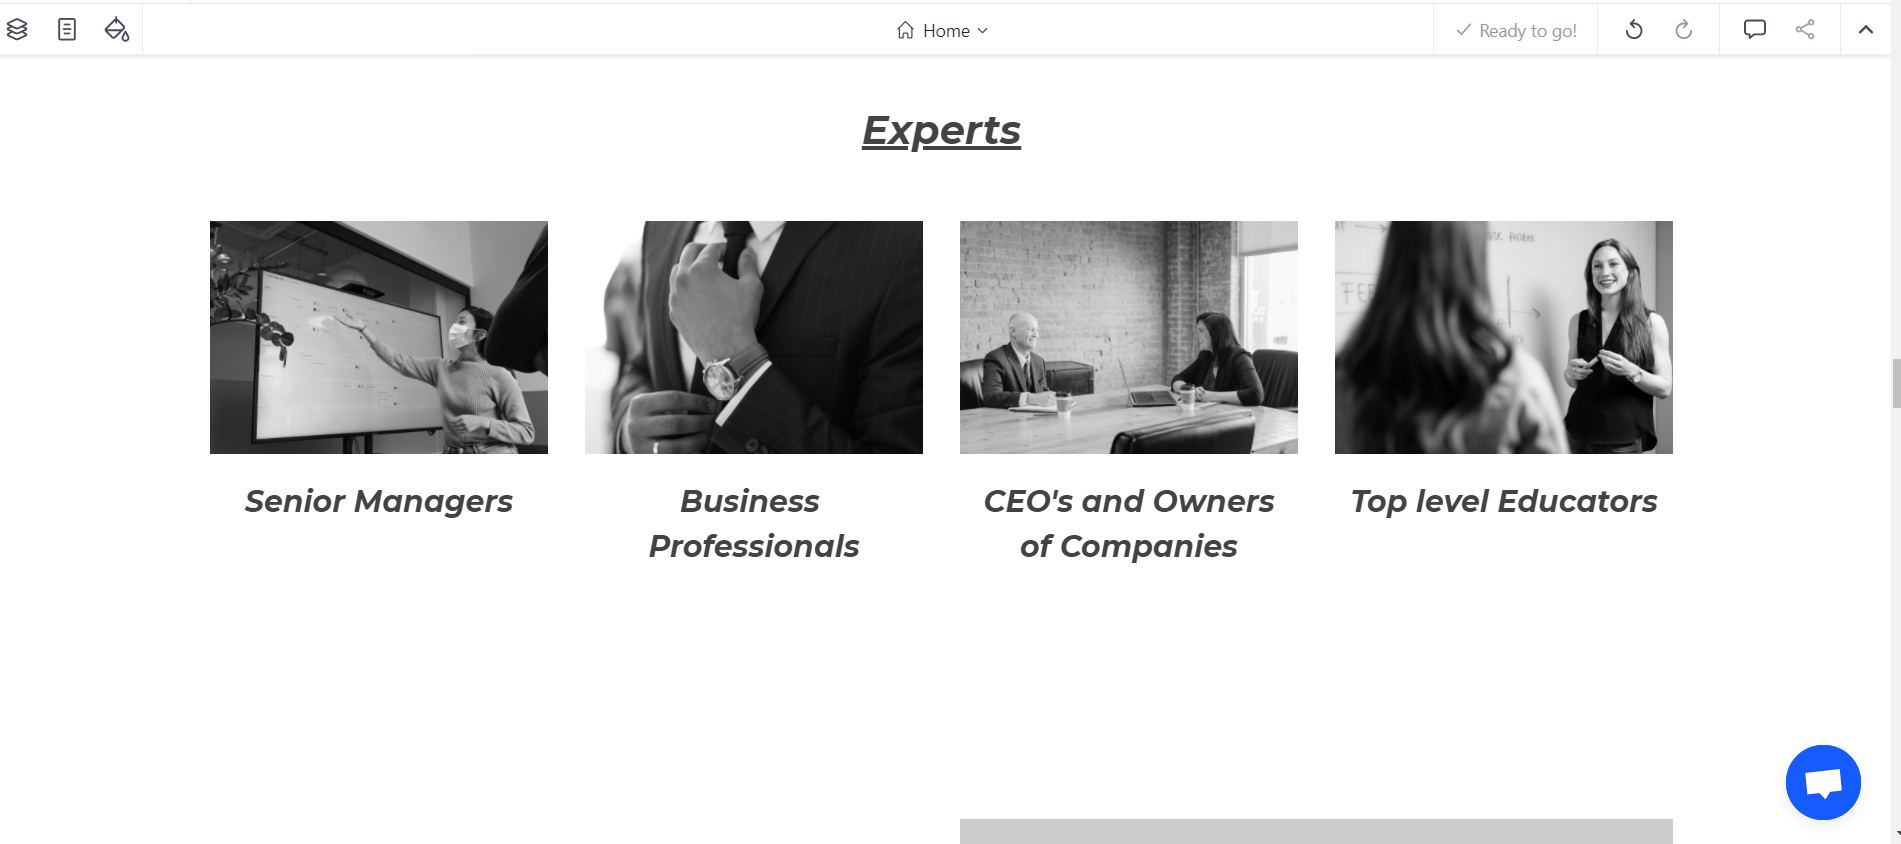 Home
Ready to go!
Experts
Senior Managers
Business
Professionals
CEO's and Owners
of Companies
Top level Educators